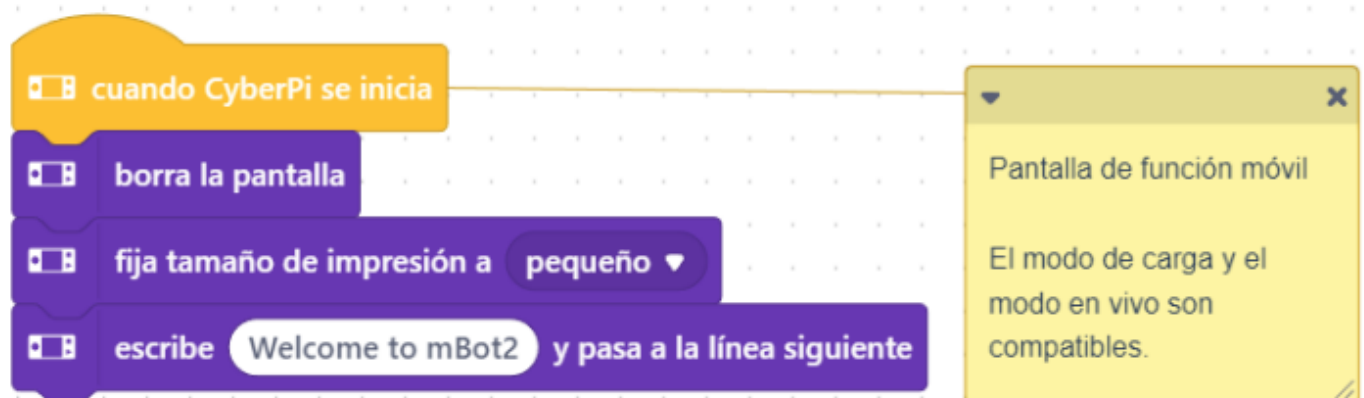 cuando CyberPi se inicia
borra la pantalla
fija tamaño de impresión a pequeño
escribe Welcome to mBot2 y pasa a la línea siguiente
Pantalla de función móvil
El modo de carga y el
modo en vivo son
compatibles.